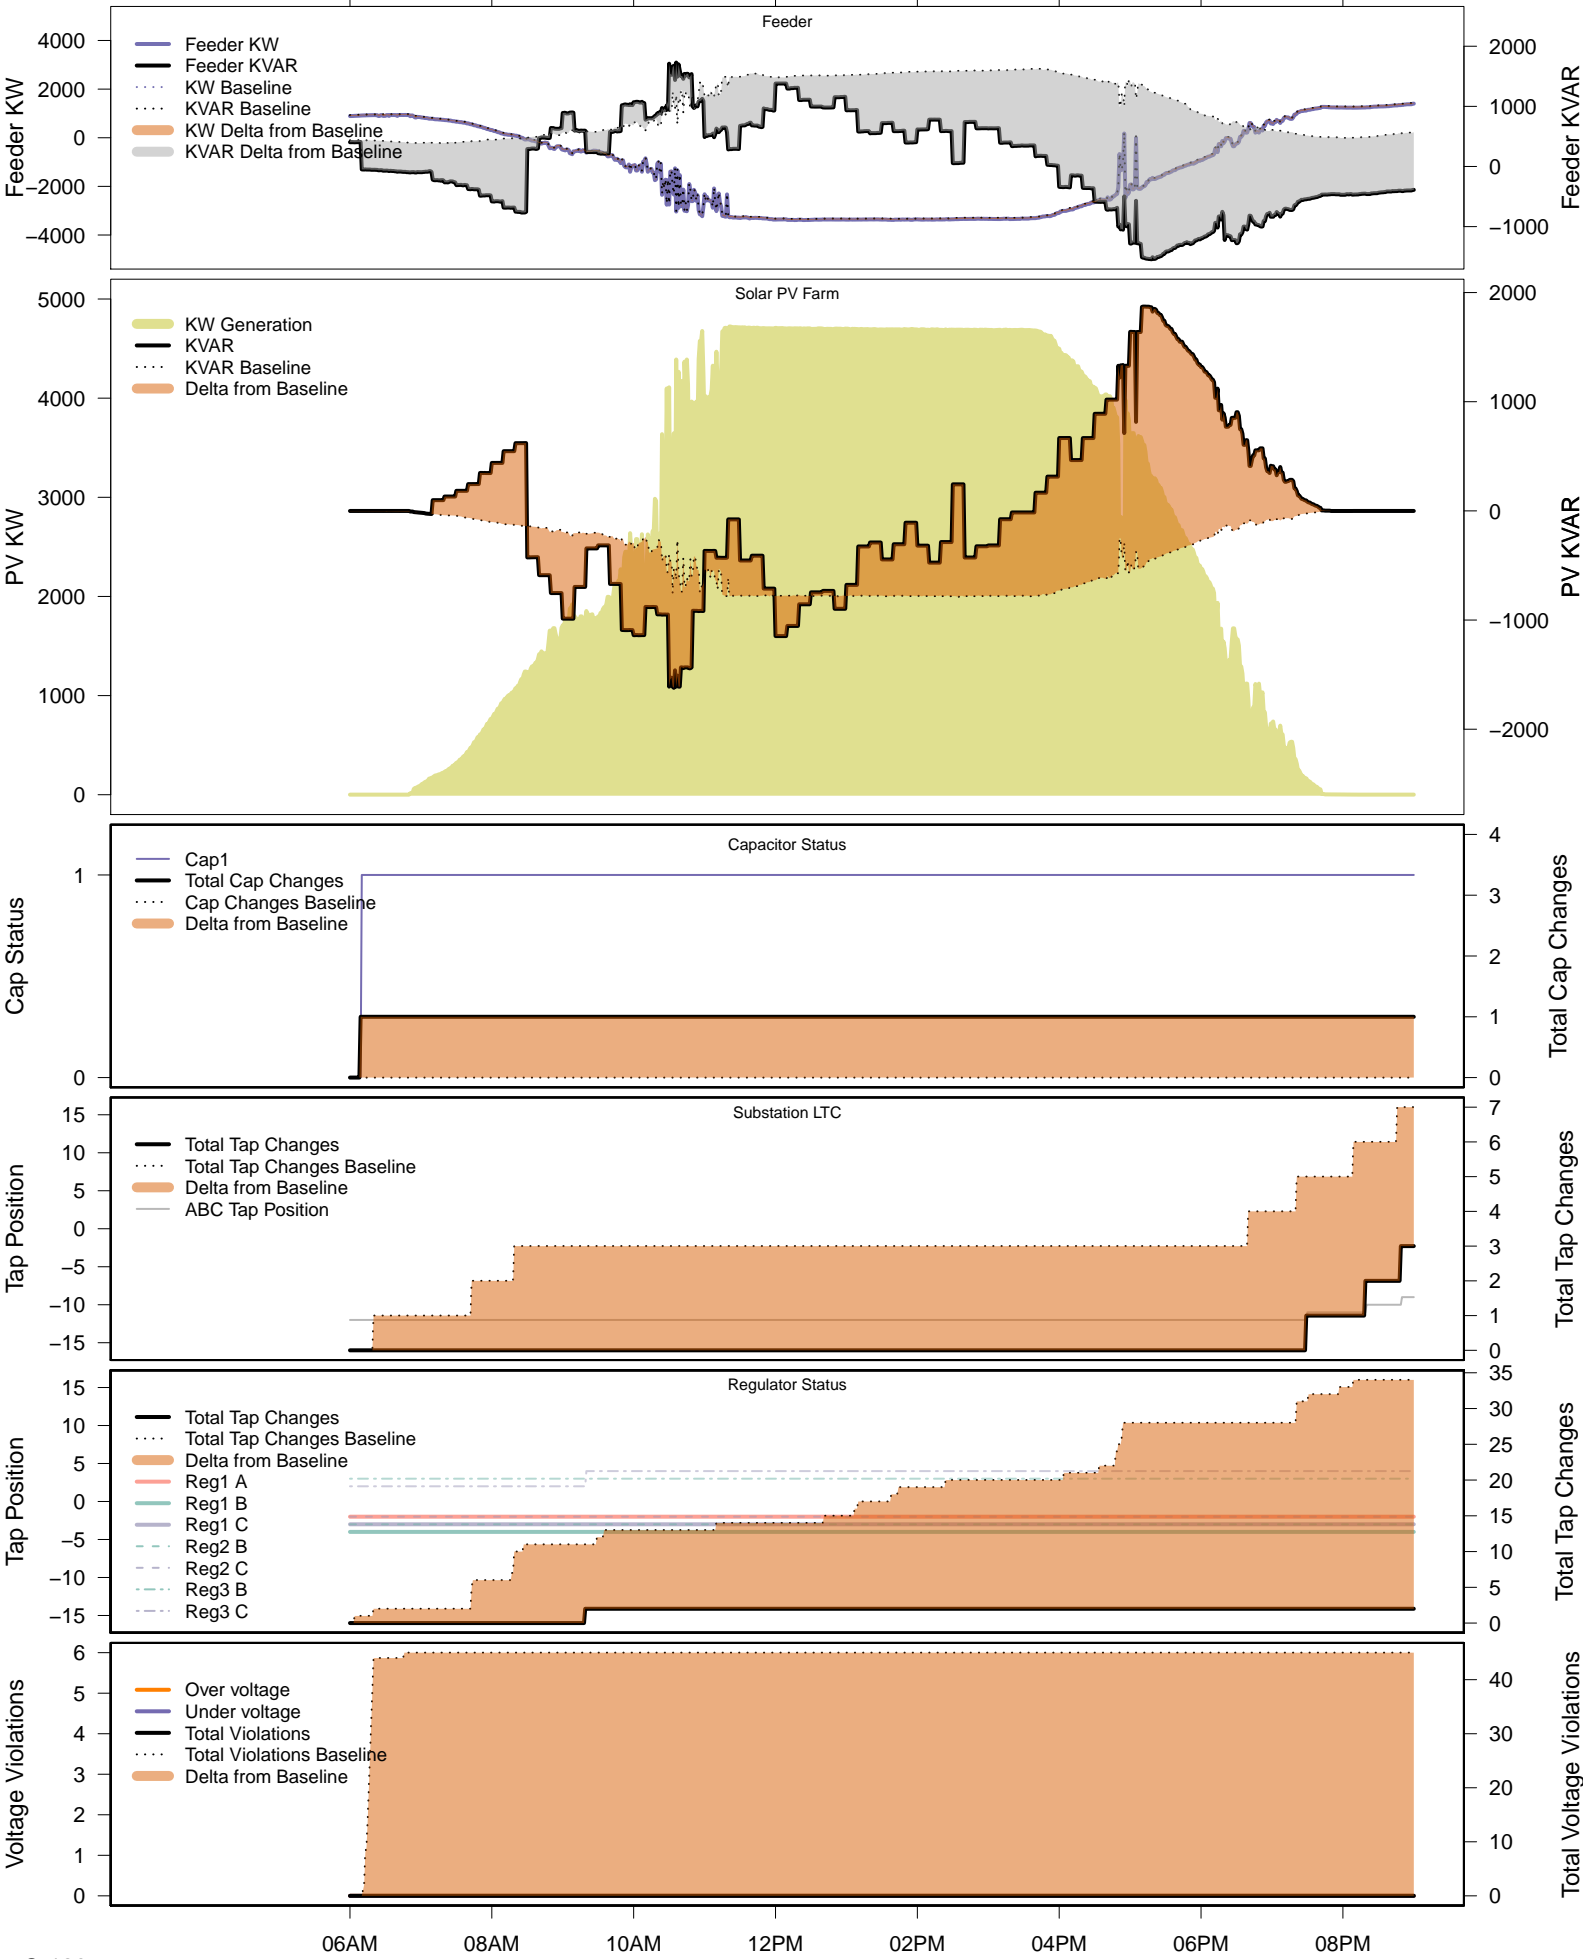 Feeder
4000
2000
0
−2000
−4000
Feeder KW
Feeder KW
Feeder KVAR
KW Baseline
KVAR Baseline
KW Delta from Baseline
KVAR Delta from Baseline
2000
1000
0
−1000
Feeder KVAR
Solar PV Farm
5000
4000
3000
2000
1000
0
PV KW
KW Generation
KVAR
KVAR Baseline
Delta from Baseline
2000
1000
0
−1000
−2000
PV KVAR
Capacitor Status
1
0
Cap Status
Cap1
Total Cap Changes
Cap Changes Baseline
Delta from Baseline
4
3
2
1
0
Total Cap Changes
Substation LTC
15
10
5
0
−5
−10
−15
Tap Position
Total Tap Changes
Total Tap Changes Baseline
Delta from Baseline
ABC Tap Position
7
6
5
4
3
2
1
0
Total Tap Changes
Regulator Status
15
10
5
0
−5
−10
−15
Tap Position
Total Tap Changes
Total Tap Changes Baseline
Delta from Baseline
Reg1 A
Reg1 B
Reg1 C
Reg2 B
Reg2 C
Reg3 B
Reg3 C
35
30
25
20
15
10
5
0
Total Tap Changes
6
5
4
3
2
1
0
Voltage Violations
Over voltage
Under voltage
Total Violations
Total Violations Baseline
Delta from Baseline
40
30
20
10
0
Total Voltage Violations
06AM 08AM 10AM 12PM 02PM 04PM 06PM 08PM